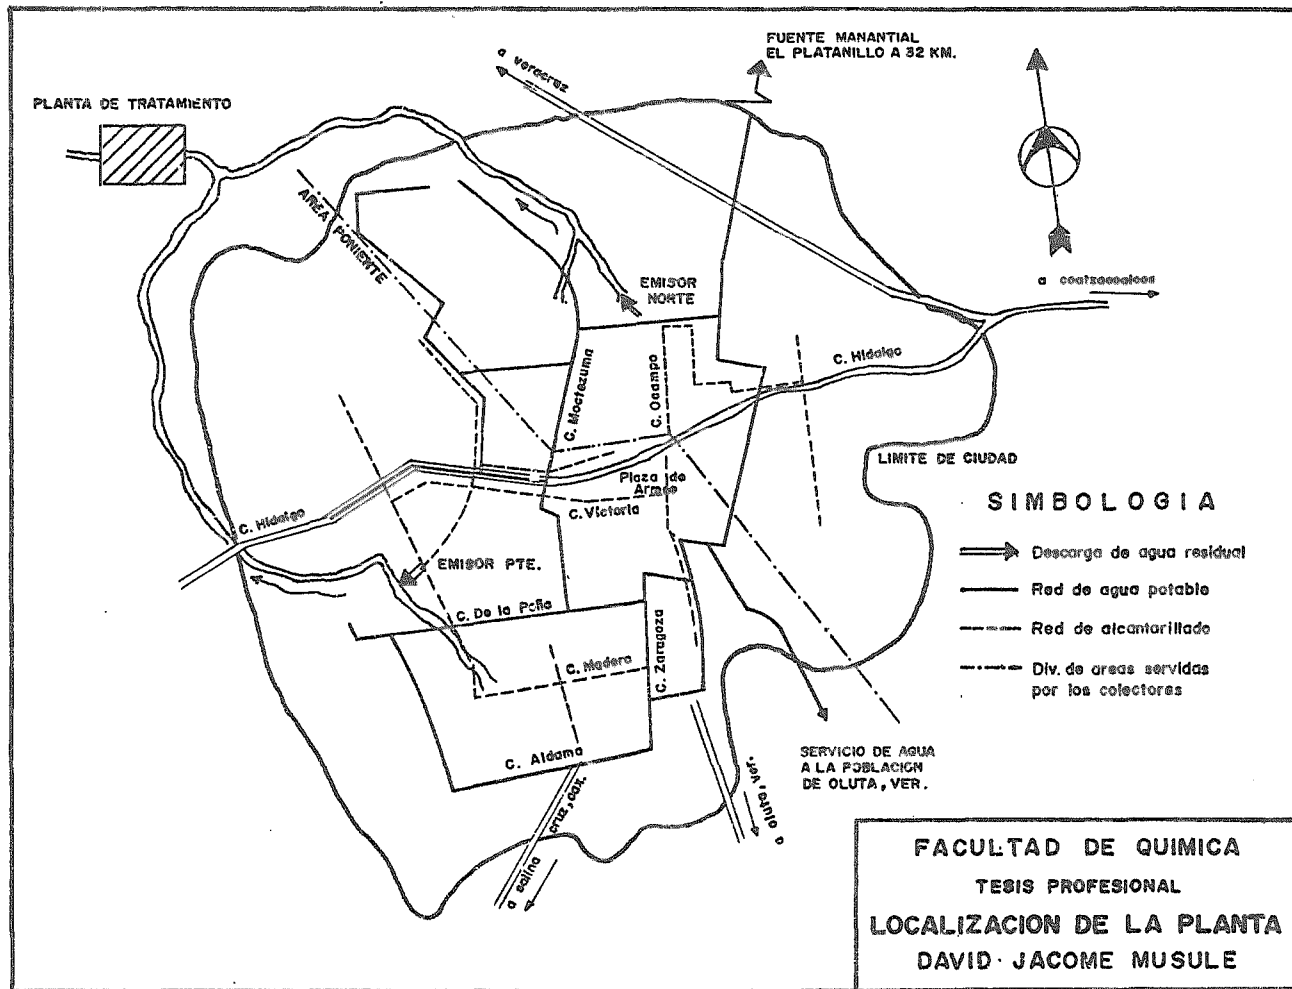 FUENTE MANANTIAL
EL PLATANILLO A 32 KM.
a veracruz
PLANTA DE TRATAMIENTO
AREA PONIENTE
EMISOR
NORTE
a coatzacoalcos
C. Hidalgo
C. Moctezuma
C. Ocampo
LIMITE DE CIUDAD
Plaza de
Armas
C. Victoria
C. Hidalgo
EMISOR PTE.
C. De la Peña
C. Zaragoza
C. Madero
C. Aldama
a salina cruz, oax.
a oluta, ver.
SERVICIO DE AGUA
A LA POBLACION
DE OLUTA, VER.
SIMBOLOGIA
Descarga de agua residual
Red de agua potable
Red de alcantarillado
Div. de areas servidas
por los colectores
FACULTAD DE QUIMICA
TESIS PROFESIONAL
LOCALIZACION DE LA PLANTA
DAVID JACOME MUSULE